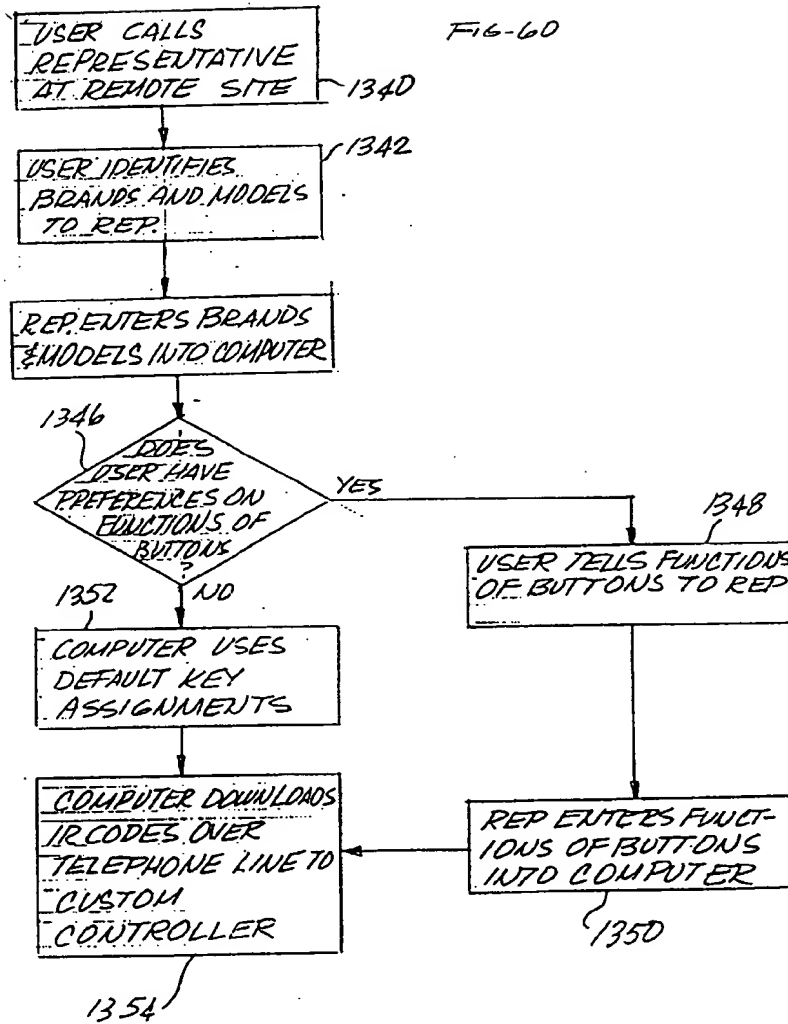 FIG-60
USER CALLS
REPRESENTATIVE
AT REMOTE SITE
1340
1342
USER IDENTIFIES
BRANDS AND MODELS
TO REP.
REP. ENTERS BRANDS
& MODELS INTO COMPUTER
1346
DOES
USER HAVE
PREFERENCES ON
FUNCTIONS OF
BUTTONS
?
YES
NO
1348
USER TELLS FUNCTIONS
OF BUTTONS TO REP
1352
COMPUTER USES
DEFAULT KEY
ASSIGNMENTS
COMPUTER DOWNLOADS
IR CODES OVER
TELEPHONE LINE TO
CUSTOM
CONTROLLER
1354
REP ENTERS FUNCT-
IONS OF BUTTONS
INTO COMPUTER
1350